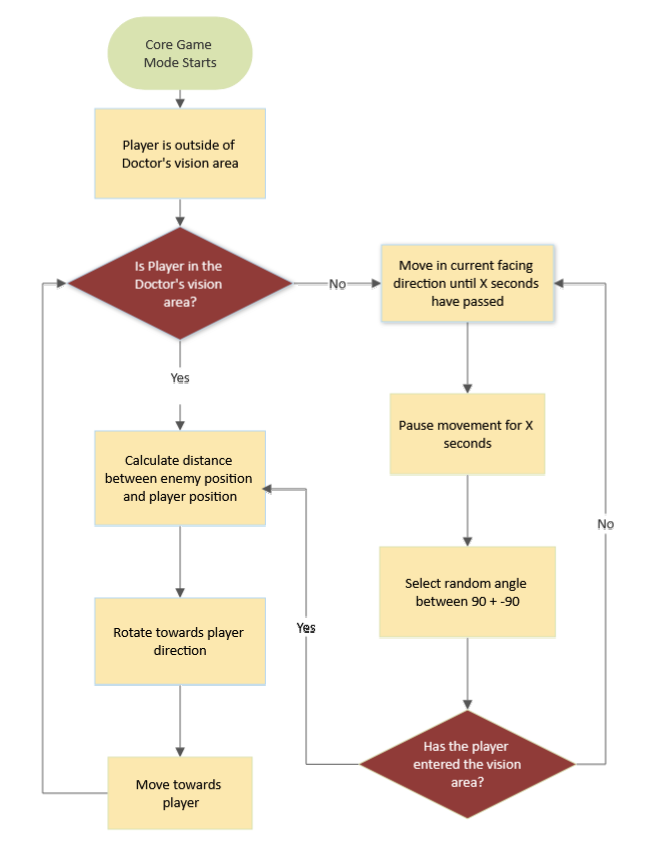 Core Game
Mode Starts
Player is outside of
Doctor's vision area
Is Player in the
Doctor's vision
area?
No
Move in current facing
direction until X seconds
have passed
Yes
Pause movement for X
seconds
Calculate distance
between enemy position
and player position
No
Select random angle
between 90 + -90
Rotate towards player
direction
Yes
Has the player
entered the vision
area?
Move towards
player